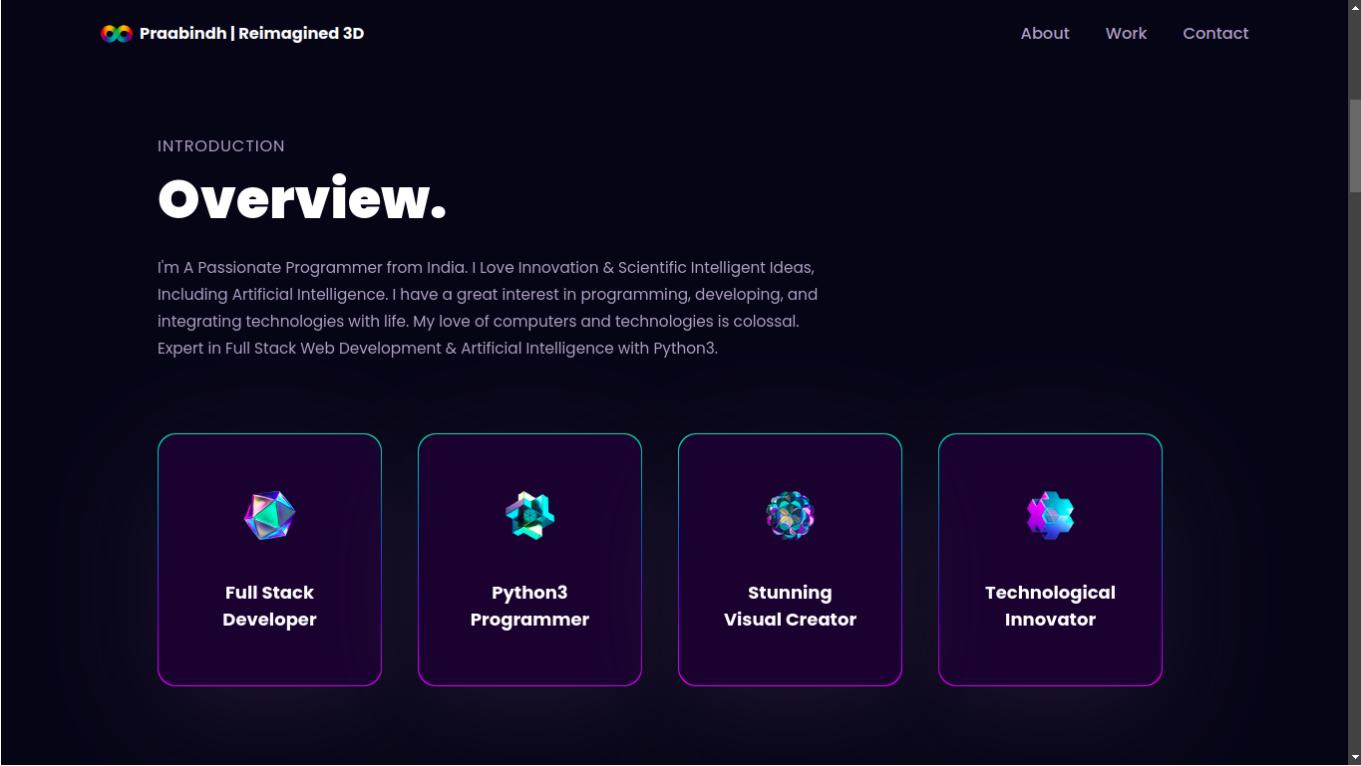 Praabindh | Reimagined 3D
About Work Contact
INTRODUCTION
Overview.
I'm A Passionate Programmer from India. I Love Innovation & Scientific Intelligent Ideas,
Including Artificial Intelligence. I have a great interest in programming, developing, and
integrating technologies with life. My love of computers and technologies is colossal.
Expert in Full Stack Web Development & Artificial Intelligence with Python3.
Full Stack
Developer
Python3
Programmer
Stunning
Visual Creator
Technological
Innovator